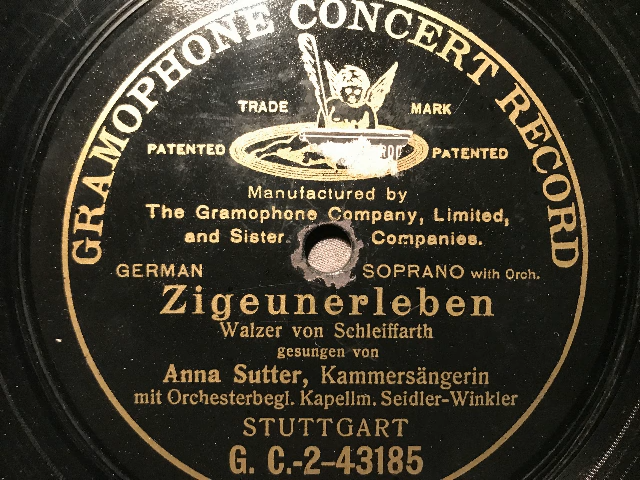 GRAMOPHONE CONCERT RECORD
TRADE MARK
PATENTED PATENTED
Manufactured by
The Gramophone Company, Limited,
and Sister Companies.
GERMAN SOPRANO with Orch.
Zigeunerleben
Walzer von Schleiffarth
gesungen von
Anna Sutter, Kammersängerin
mit Orchesterbegl. Kapellm. Seidler-Winkler
STUTTGART
G. C.-2-43185